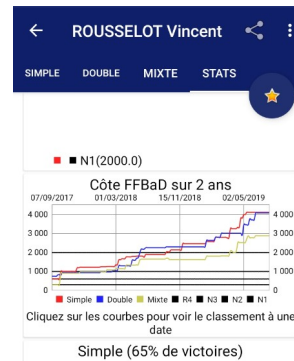 ROUSSELOT Vincent
SIMPLE DOUBLE MIXTE STATS
N1(2000.0)
Côte FFBaD sur 2 ans
07/09/2017 01/03/2018 15/11/2018 02/05/2019
4 000 4 000
3 000 3 000
2 000 2 000
1 000 1 000
0 0
Simple Double Mixte R4 N3 N2 N1
Cliquez sur les courbes pour voir le classement à une
date
Simple (65% de victoires)